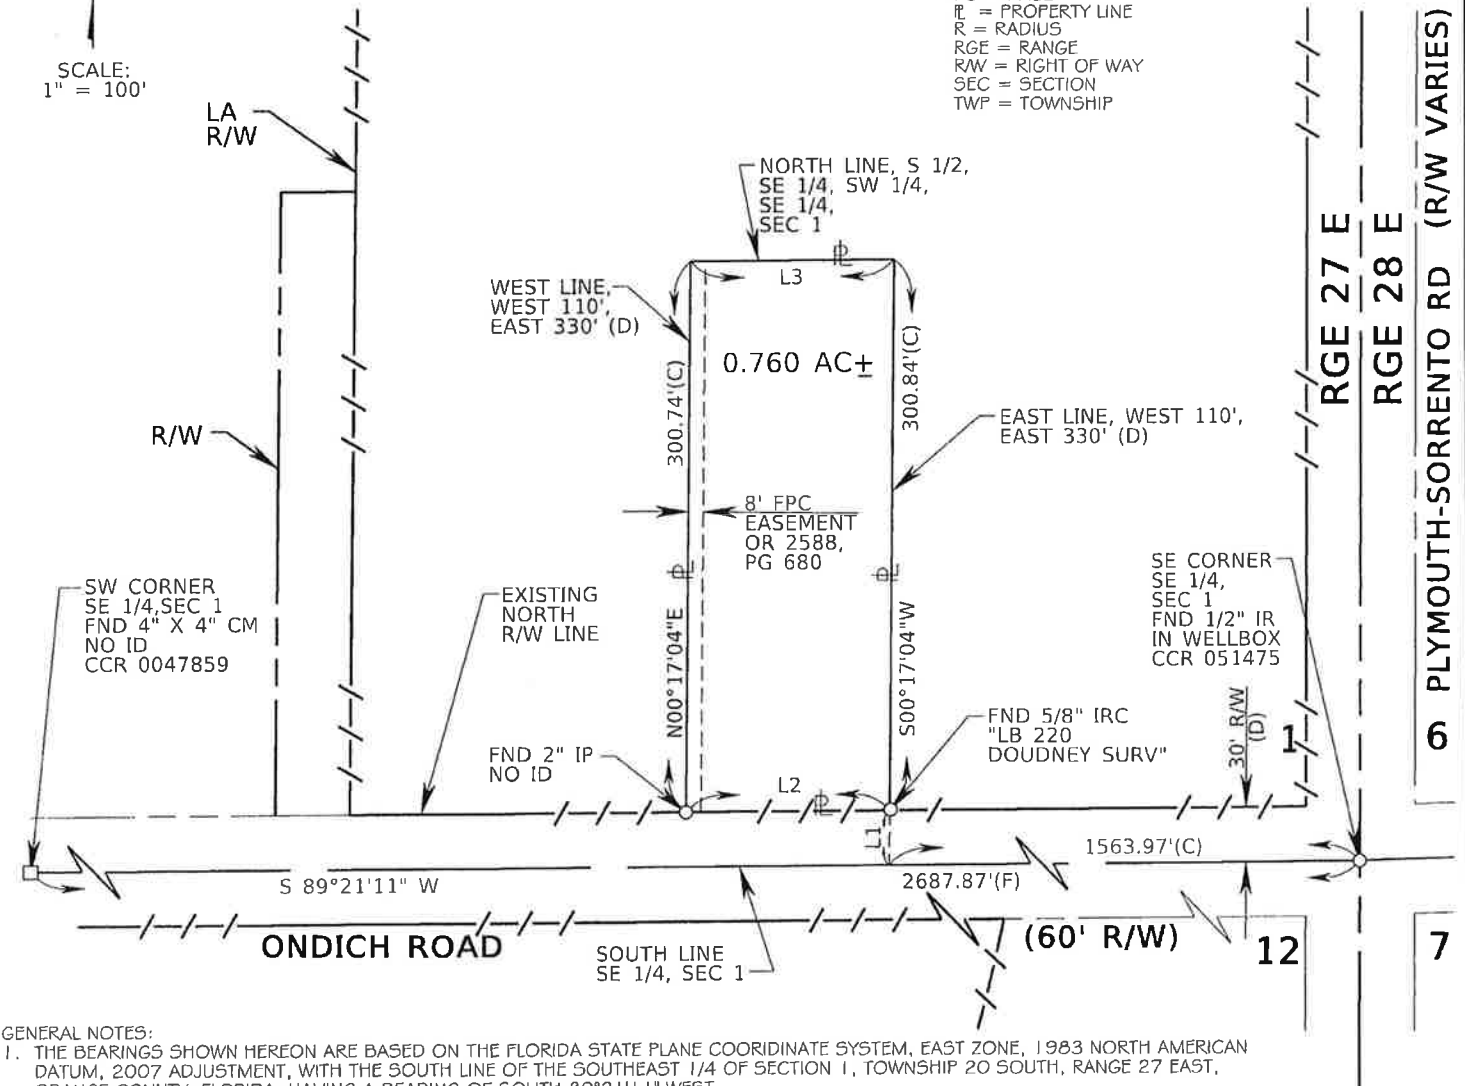 ℄ = PROPERTY LINE
R = RADIUS
RGE = RANGE
R/W = RIGHT OF WAY
SEC = SECTION
TWP = TOWNSHIP
SCALE:
1" = 100'
LA
R/W
NORTH LINE, S 1/2,
SE 1/4, SW 1/4,
SE 1/4,
SEC 1
WEST LINE,
WEST 110',
EAST 330' (D)
L3
0.760 AC±
300.74'(C)
300.84'(C)
R/W
EAST LINE, WEST 110',
EAST 330' (D)
8' FPC
EASEMENT
OR 2588,
PG 680
RGE 27 E
RGE 28 E
PLYMOUTH-SORRENTO RD (R/W VARIES)
SW CORNER
SE 1/4,SEC 1
FND 4" X 4" CM
NO ID
CCR 0047859
EXISTING
NORTH
R/W LINE
N00°17'04"E
S00°17'04"W
SE CORNER
SE 1/4,
SEC 1
FND 1/2" IR
IN WELLBOX
CCR 051475
FND 2" IP
NO ID
FND 5/8" IRC
"LB 220
DOUDNEY SURV"
30' R/W
(D)
1
6
L2
L1
1563.97'(C)
S 89°21'11" W
2687.87'(F)
ONDICH ROAD
(60' R/W)
SOUTH LINE
SE 1/4, SEC 1
12
7
GENERAL NOTES:
1. THE BEARINGS SHOWN HEREON ARE BASED ON THE FLORIDA STATE PLANE COORIDINATE SYSTEM, EAST ZONE, 1983 NORTH AMERICAN
DATUM, 2007 ADJUSTMENT, WITH THE SOUTH LINE OF THE SOUTHEAST 1/4 OF SECTION 1, TOWNSHIP 20 SOUTH, RANGE 27 EAST,